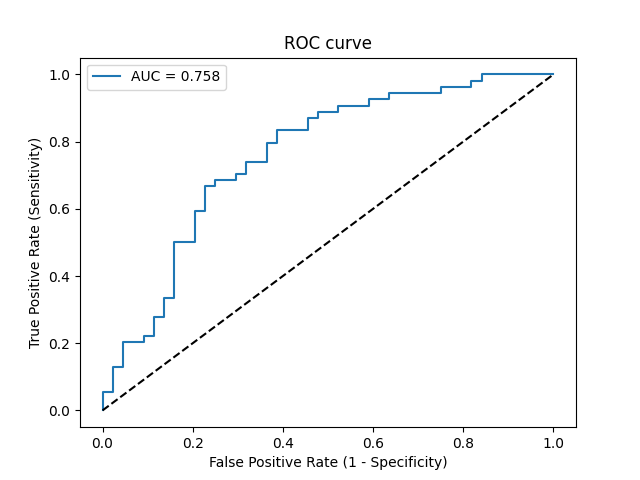 ROC curve
AUC = 0.758
True Positive Rate (Sensitivity)
1.0
0.8
0.6
0.4
0.2
0.0
0.0 0.2 0.4 0.6 0.8 1.0
False Positive Rate (1 - Specificity)